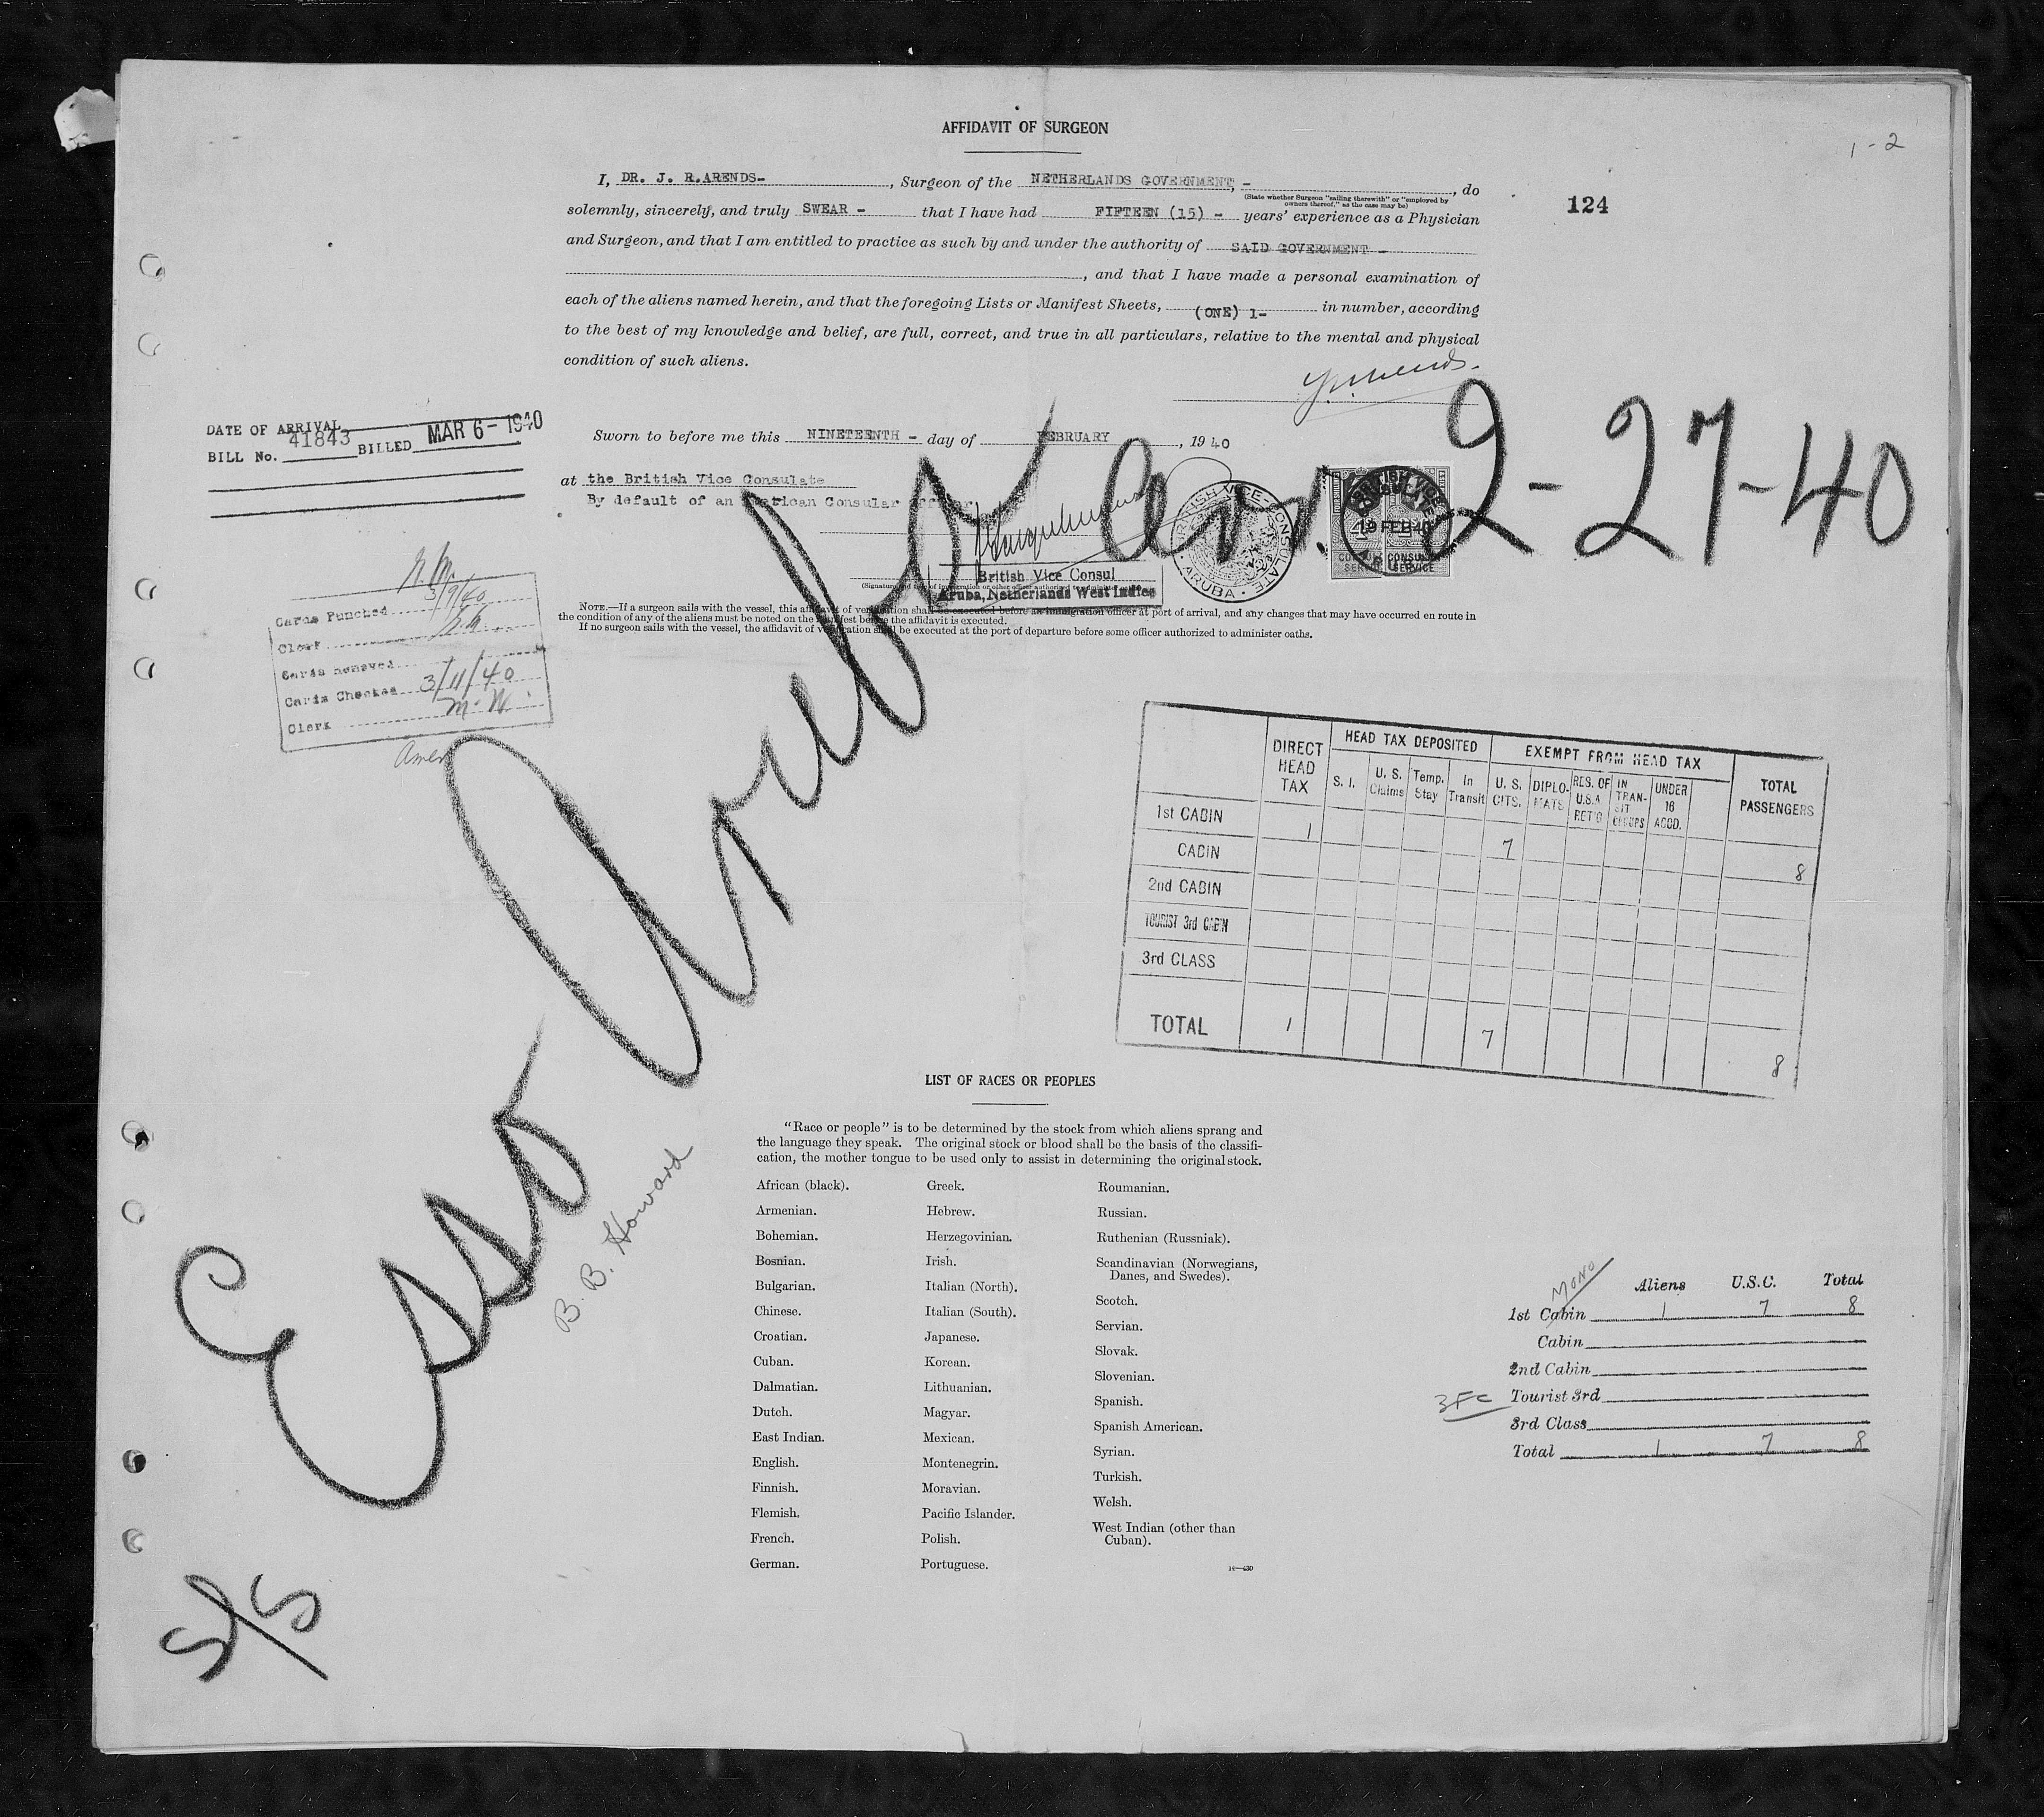 1-2
AFFIDAVIT OF SURGEON
124
I, DR. J. R.ARENDS- , Surgeon of the NETHERLANDS GOVERNMENT, - , do
(State whether Surgeon "sailing therewith" or "employed by
owners thereof," as the case may be)
solemnly, sincerely, and truly SWEAR - that I have had FIFTEEN (15) - years' experience as a Physician
and Surgeon, and that I am entitled to practice as such by and under the authority of SAID GOVERNMENT -
, and that I have made a personal examination of
each of the aliens named herein, and that the foregoing Lists or Manifest Sheets, (ONE) 1- in number, according
to the best of my knowledge and belief, are full, correct, and true in all particulars, relative to the mental and physical
condition of such aliens.
DATE OF ARRIVAL
BILL No. 41843 BILLED MAR 6- 1940
Sworn to before me this NINETEENTH - day of FEBRUARY , 19 40
at the British Vice Consulate
By default of an American Consular
British Vice Consul
Aruba, Netherlands West Indies
BRITISH VICE-CONSULATE
ARUBA
19 FEB 40
CONSULAR SERVICE
NOTE.—If a surgeon sails with the vessel, this affidavit of verification shall be executed before an immigration officer at port of arrival, and any changes that may have occurred en route in
the condition of any of the aliens must be noted on the manifest before the affidavit is executed.
If no surgeon sails with the vessel, the affidavit of verification shall be executed at the port of departure before some officer authorized to administer oaths.
Cards Punched 3/9/40
Clerk
Cards Removed
Cards Checked 3/11/40
Clerk M. W.
S/S Esso Aruba arr. 2-27-40
B. B. Howard
DIRECT HEAD TAX
HEAD TAX DEPOSITED
EXEMPT FROM HEAD TAX
TOTAL PASSENGERS
S. I. U. S. Claims Temp. Stay In Transit U. S. CITS. DIPLO-MATS RES. OF U.S.A RET'G IN TRAN-SIT GROUPS UNDER 16 ACOD.
1st CABIN 1 7 8
CABIN
2nd CABIN
TOURIST 3rd CABIN
3rd CLASS
TOTAL 1 7 8
LIST OF RACES OR PEOPLES
"Race or people" is to be determined by the stock from which aliens sprang and
the language they speak. The original stock or blood shall be the basis of the classifi-
cation, the mother tongue to be used only to assist in determining the original stock.
African (black).
Armenian.
Bohemian.
Bosnian.
Bulgarian.
Chinese.
Croatian.
Cuban.
Dalmatian.
Dutch.
East Indian.
English.
Finnish.
Flemish.
French.
German.
Greek.
Hebrew.
Herzegovinian.
Irish.
Italian (North).
Italian (South).
Japanese.
Korean.
Lithuanian.
Magyar.
Mexican.
Montenegrin.
Moravian.
Pacific Islander.
Polish.
Portuguese.
Roumanian.
Russian.
Ruthenian (Russniak).
Scandinavian (Norwegians,
Danes, and Swedes).
Scotch.
Servian.
Slovak.
Slovenian.
Spanish.
Spanish American.
Syrian.
Turkish.
Welsh.
West Indian (other than
Cuban).
MONO
Aliens U.S.C. Total
1st Cabin 1 7 8
Cabin
2nd Cabin
Tourist 3rd
3rd Class
Total 1 7 8